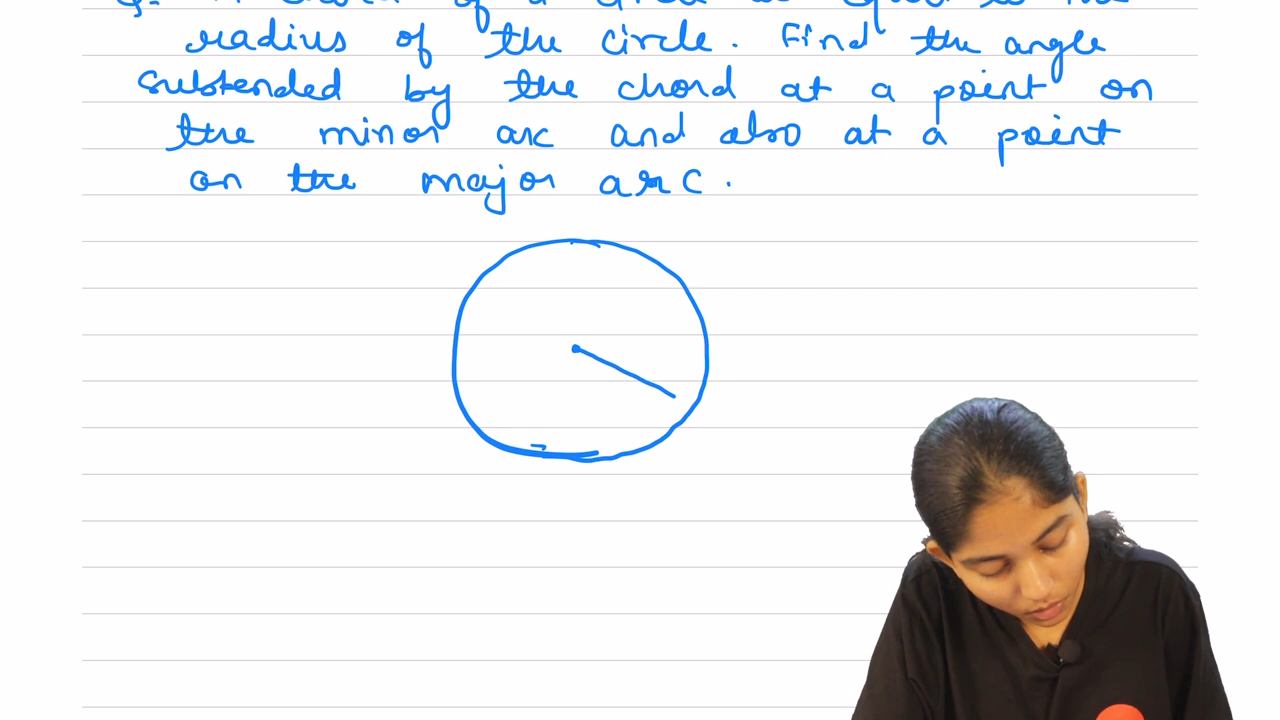 of a
radius of the circle. Find the angle
subtended by the chord at a point on
the minor arc and also at a point
on the major arc.